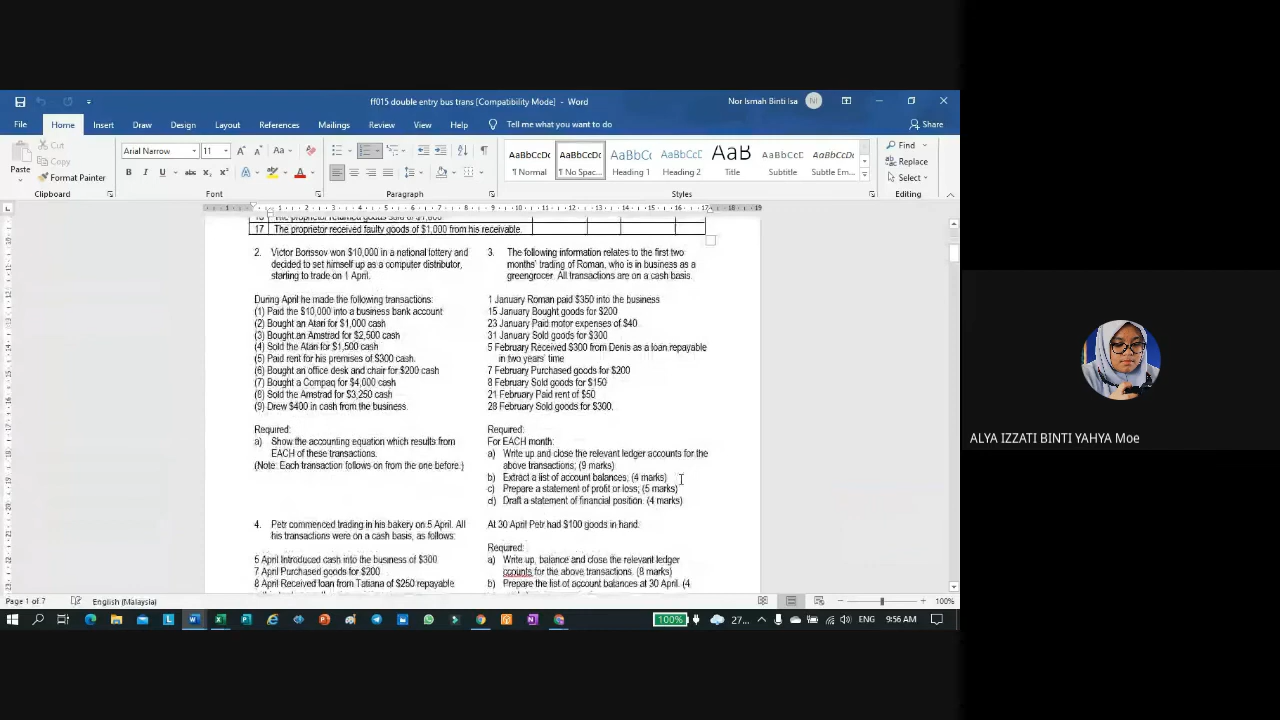 ff015 double entry bus trans [Compatibility Mode] - Word
Nor Ismah Binti Isa
NI
File Home Insert Draw Design Layout References Mailings Review View Help Tell me what you want to do
Share
Paste
Cut
Copy
Format Painter
Clipboard
Arial Narrow 11
Font
Paragraph
AaBbCcDc AaBbCcDc AaBbCc AaBbCcC AaB AaBbCcC AaBbCcDc
¶ Normal ¶ No Spac... Heading 1 Heading 2 Title Subtitle Subtle Em...
Styles
Find
Replace
Select
Editing
17 The proprietor received faulty goods of $1,000 from his receivable.
2. Victor Borissov won $10,000 in a national lottery and
decided to set himself up as a computer distributor,
starting to trade on 1 April.
During April he made the following transactions:
(1) Paid the $10,000 into a business bank account
(2) Bought an Atari for $1,000 cash
(3) Bought an Amstrad for $2,500 cash
(4) Sold the Atari for $1,500 cash
(5) Paid rent for his premises of $300 cash.
(6) Bought an office desk and chair for $200 cash
(7) Bought a Compaq for $4,000 cash
(8) Sold the Amstrad for $3,250 cash
(9) Drew $400 in cash from the business.
Required:
a) Show the accounting equation which results from
EACH of these transactions.
(Note: Each transaction follows on from the one before.)
3. The following information relates to the first two
months' trading of Roman, who is in business as a
greengrocer. All transactions are on a cash basis.
1 January Roman paid $350 into the business
15 January Bought goods for $200
23 January Paid motor expenses of $40
31 January Sold goods for $300
5 February Received $300 from Denis as a loan repayable
in two years' time
7 February Purchased goods for $200
8 February Sold goods for $150
21 February Paid rent of $50
28 February Sold goods for $300.
Required:
For EACH month:
a) Write up and close the relevant ledger accounts for the
above transactions; (9 marks)
b) Extract a list of account balances; (4 marks)
c) Prepare a statement of profit or loss; (5 marks)
d) Draft a statement of financial position. (4 marks)
4. Petr commenced trading in his bakery on 5 April. All
his transactions were on a cash basis, as follows:
5 April Introduced cash into the business of $300
7 April Purchased goods for $200
8 April Received loan from Tatiana of $250 repayable
At 30 April Petr had $100 goods in hand.
Required:
a) Write up, balance and close the relevant ledger
accunts for the above transactions. (8 marks)
b) Prepare the list of account balances at 30 April. (4
Page 1 of 7
English (Malaysia)
100%
100%
27...
ENG
9:56 AM
ALYA IZZATI BINTI YAHYA Moe